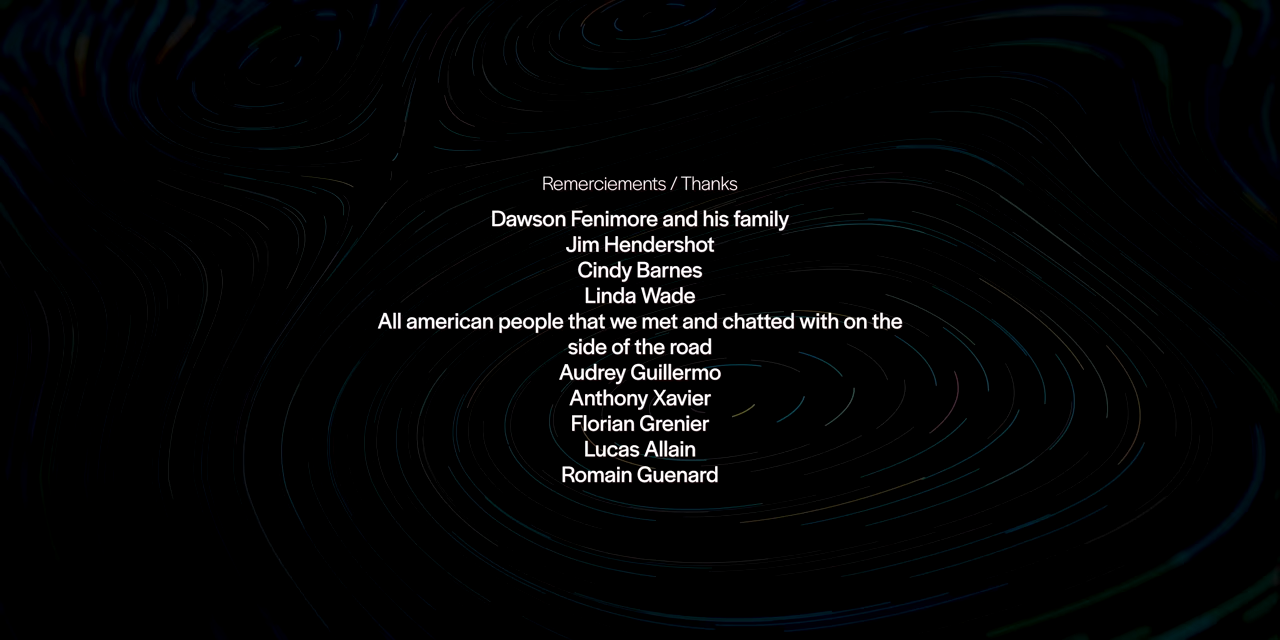 Remerciements / Thanks
Dawson Fenimore and his family
Jim Hendershot
Cindy Barnes
Linda Wade
All american people that we met and chatted with on the
side of the road
Audrey Guillermo
Anthony Xavier
Florian Grenier
Lucas Allain
Romain Guenard